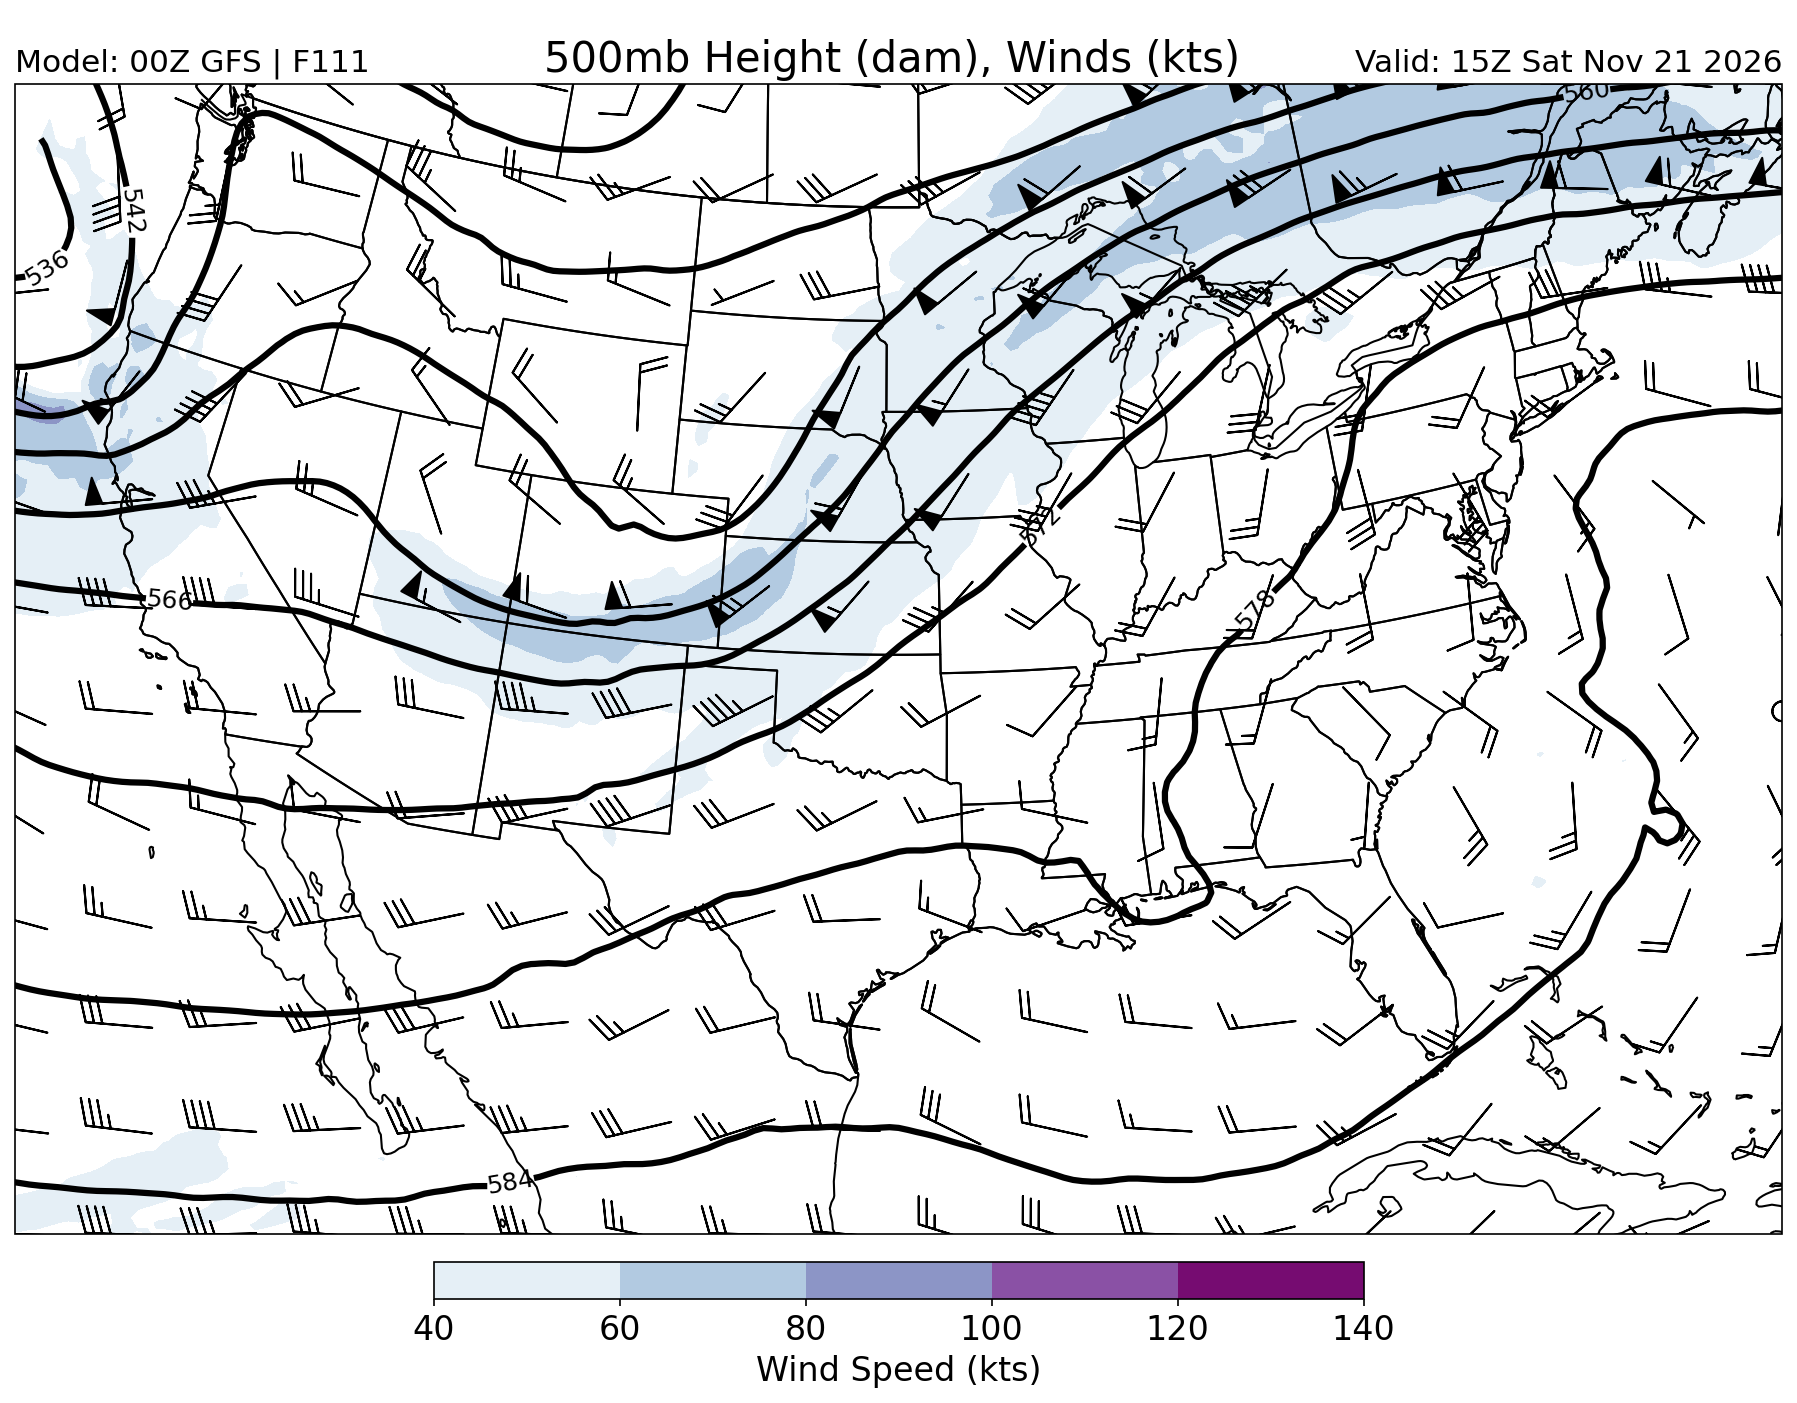 Model: 00Z GFS | F111
500mb Height (dam), Winds (kts)
Valid: 15Z Sat Nov 21 2026
560
542
536
572
566
578
584
40 60 80 100 120 140
Wind Speed (kts)